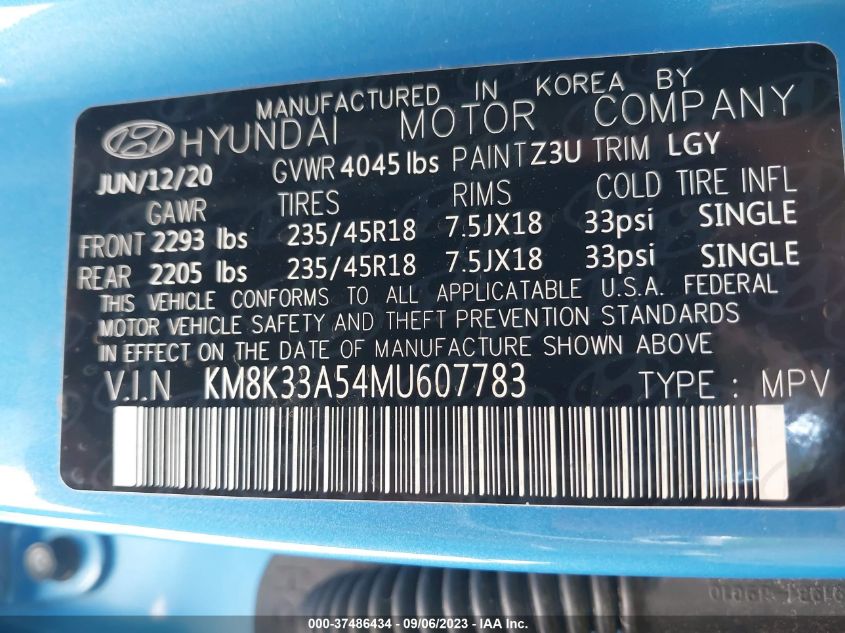 MANUFACTURED IN KOREA BY
HYUNDAI MOTOR COMPANY
JUN/12/20 GVWR 4045 lbs PAINT Z3U TRIM LGY
GAWR TIRES RIMS COLD TIRE INFL
FRONT 2293 lbs 235/45R18 7.5JX18 33psi SINGLE
REAR 2205 lbs 235/45R18 7.5JX18 33psi SINGLE
THIS VEHICLE CONFORMS TO ALL APPLICATABLE U.S.A. FEDERAL
MOTOR VEHICLE SAFETY AND THEFT PREVENTION STANDARDS
IN EFFECT ON THE DATE OF MANUFACTURE SHOWN ABOVE
V.I.N KM8K33A54MU607783 TYPE : MPV
000-37486434 - 09/06/2023 - IAA Inc.